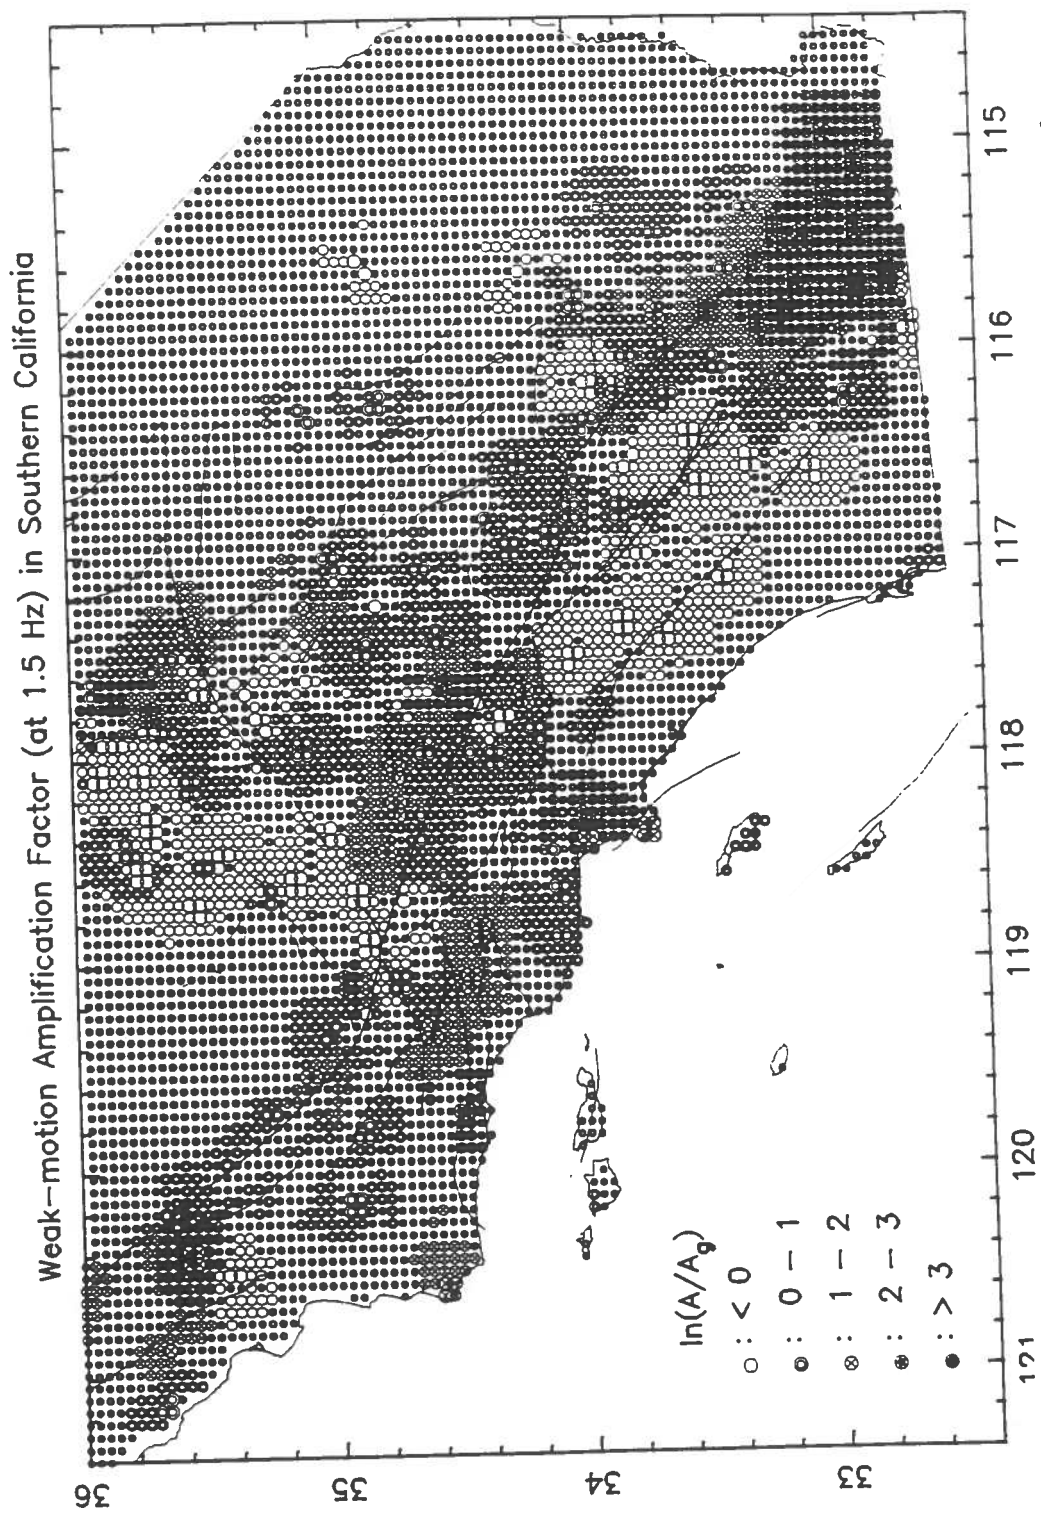 Weak-motion Amplification Factor (at 1.5 Hz) in Southern California
36
35
34
33
ln(A/Ag)
○ : < 0
: 0 - 1
⊗ : 1 - 2
: 2 - 3
● : > 3
121
120
119
118
117
116
115